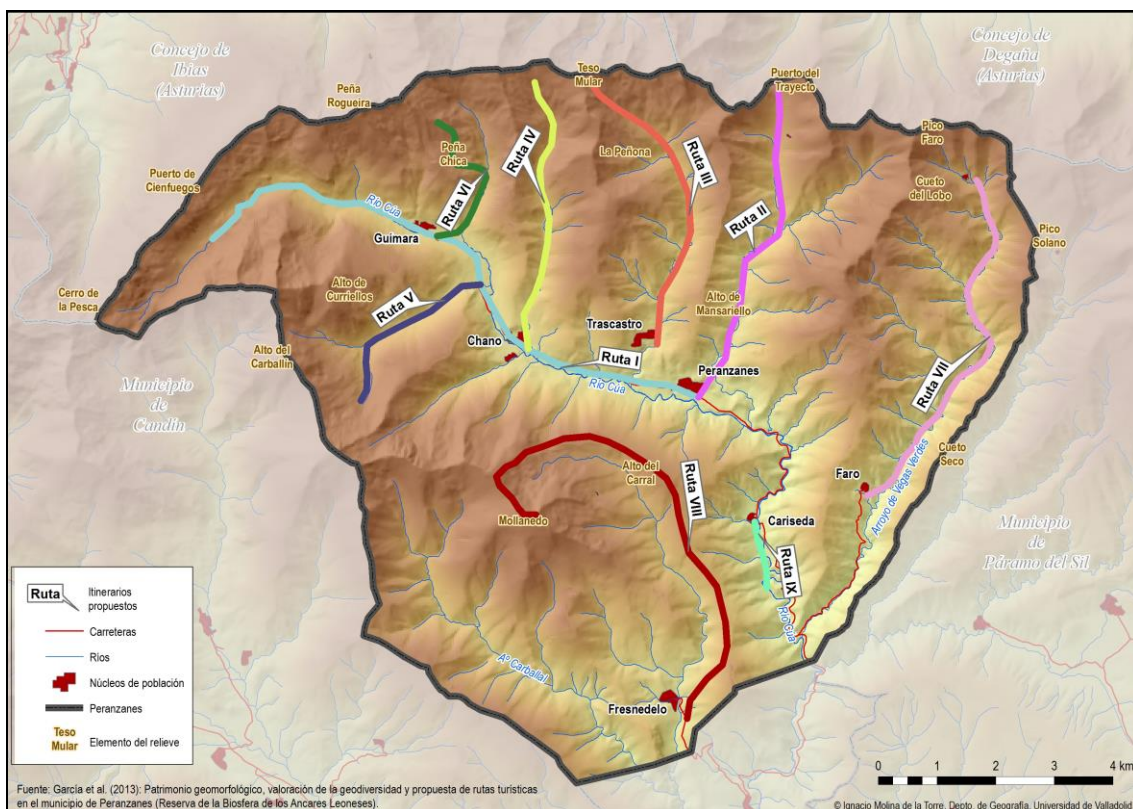 Concejo de
Ibias
(Asturias)
Concejo de
Degaña
(Asturias)
Teso
Mular
Puerto del
Trayecto
Peña
Rogueira
Pico
Faro
Ruta IV
Peña
Chica
La Peñona
Ruta III
Cueto
del Lobo
Puerto de
Cienfuegos
Ruta VI
Río Cúa
Guimara
Ruta II
Pico
Solano
Cerro de
la Pesca
Alto de
Curriellos
Ruta V
Alto de
Mansariello
Trascastro
Chano
Ruta I
Alto del
Carballín
Río Cúa
Peranzanes
Ruta VII
Municipio
de
Candín
Cueto
Seco
Arroyo de Vegas Verdes
Alto del
Carral
Ruta VIII
Faro
Mollanedo
Cariseda
Municipio
de
Páramo del Sil
Ruta IX
Río Cúa
Aº Carballal
Fresnedelo
Ruta
Itinerarios
propuestos
Carreteras
Ríos
Núcleos de población
Peranzanes
Teso
Mular
Elemento del relieve
0 1 2 3 4 km
Fuente: García et al. (2013): Patrimonio geomorfológico, valoración de la geodiversidad y propuesta de rutas turísticas
en el municipio de Peranzanes (Reserva de la Biosfera de los Ancares Leoneses).
© Ignacio Molina de la Torre. Depto. de Geografía. Universidad de Valladolid